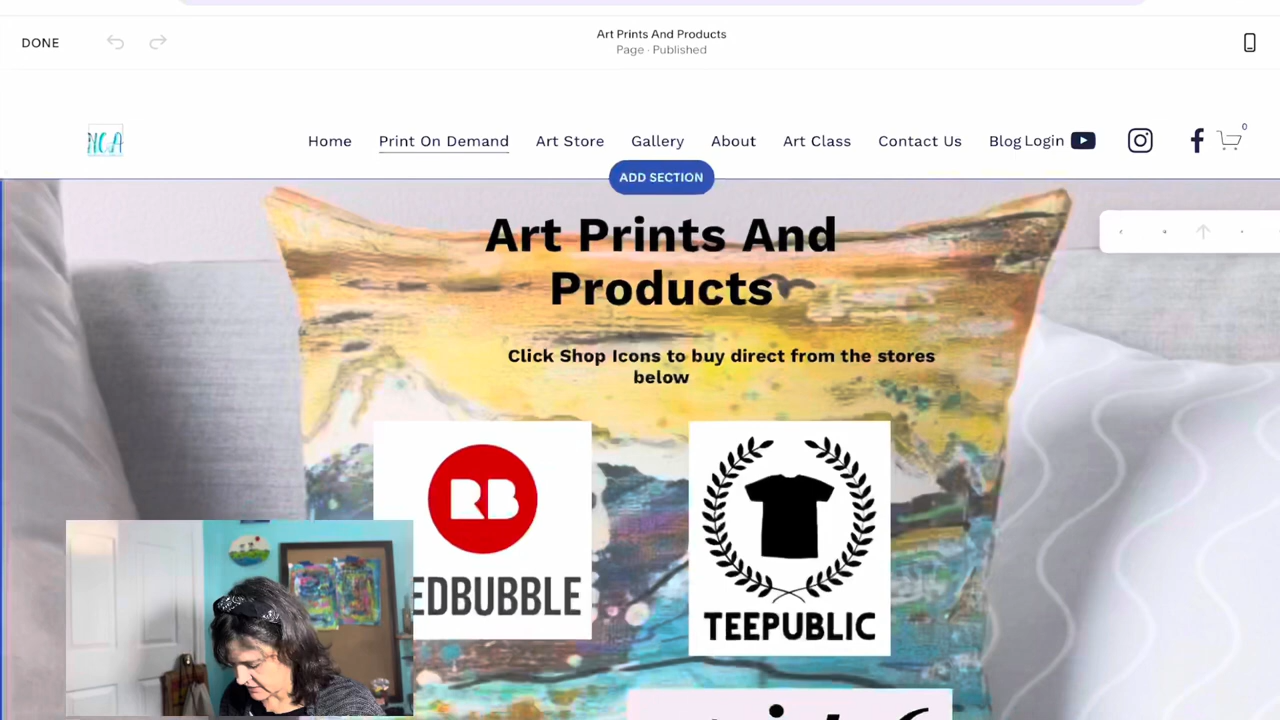 DONE
Art Prints And Products
Page · Published
NCA
Home Print On Demand Art Store Gallery About Art Class Contact Us Blog Login
0
ADD SECTION
Art Prints And
Products
Click Shop Icons to buy direct from the stores
below
RB
EDBUBBLE
TEEPUBLIC